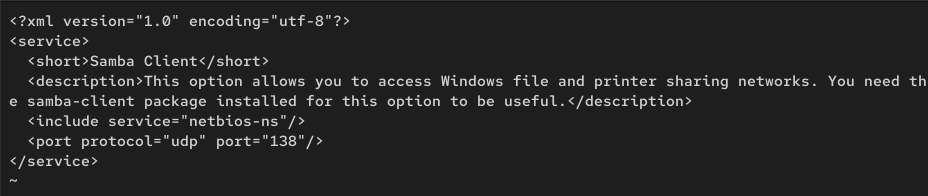 <?xml version="1.0" encoding="utf-8"?>
<service>
  <short>Samba Client</short>
  <description>This option allows you to access Windows file and printer sharing networks. You need th
e samba-client package installed for this option to be useful.</description>
  <include service="netbios-ns"/>
  <port protocol="udp" port="138"/>
</service>
~